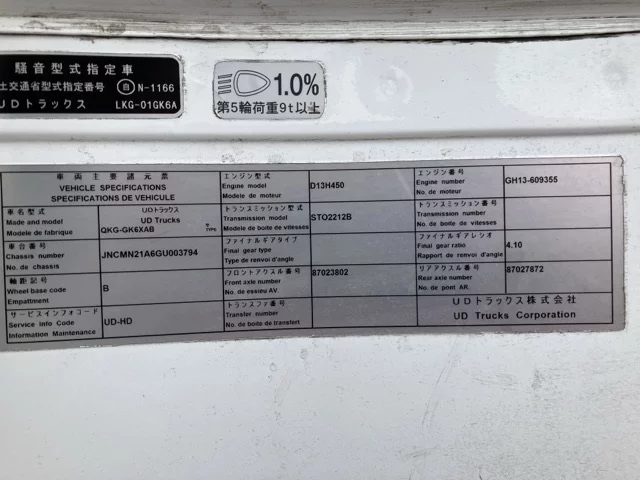 騒音型式指定車
土交通省型式指定番号 自 N-1166
UDトラックス LKG-01GK6A
1.0%
第5輪荷重9t以上
車両主要諸元票
VEHICLE SPECIFICATIONS
SPECIFICATIONS DE VEHICULE
車名型式 UDトラックス
Made and model UD Trucks
Modele de fabrique QKG-GK6XAB TYPE
車台番号
Chassis number JNCMN21A6GU003794
No. de chassis
軸距記号
Wheel base code B
Empattment
サービスインフォコード
Service Info Code UD-HD
Information Maintenance
エンジン型式
Engine model D13H450
Modele de moteur
トランスミッション型式
Transmission model STO2212B
Modele de boite de vitesses
ファイナルギアタイプ
Final gear type
Type de renvoi d'angle
フロントアクスル番号 87023802
Front axle number
No. de essieu AV.
トランスファ番号
Transfer number
No. de boite de transfert
エンジン番号
Engine number GH13-609355
No. de moteur
トランスミッション番号
Transmission number
No. de boite de vitesses
ファイナルギアレシオ
Final gear ratio 4.10
Rapport de renvoi d'angle
リアアクスル番号 87027872
Rear axle number
No. de pont AR.
UDトラックス株式会社
UD Trucks Corporation